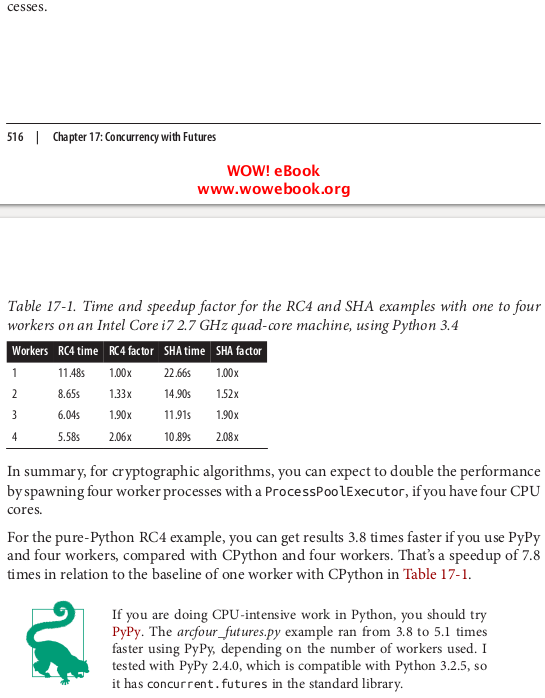 cesses.
516 | Chapter 17: Concurrency with Futures
WOW! eBook
www.wowebook.org
Table 17-1. Time and speedup factor for the RC4 and SHA examples with one to four
workers on an Intel Core i7 2.7 GHz quad-core machine, using Python 3.4
Workers RC4 time RC4 factor SHA time SHA factor
1 11.48s 1.00x 22.66s 1.00x
2 8.65s 1.33x 14.90s 1.52x
3 6.04s 1.90x 11.91s 1.90x
4 5.58s 2.06x 10.89s 2.08x
In summary, for cryptographic algorithms, you can expect to double the performance
by spawning four worker processes with a ProcessPoolExecutor, if you have four CPU
cores.
For the pure-Python RC4 example, you can get results 3.8 times faster if you use PyPy
and four workers, compared with CPython and four workers. That's a speedup of 7.8
times in relation to the baseline of one worker with CPython in Table 17-1.
If you are doing CPU-intensive work in Python, you should try
PyPy. The arcfour_futures.py example ran from 3.8 to 5.1 times
faster using PyPy, depending on the number of workers used. I
tested with PyPy 2.4.0, which is compatible with Python 3.2.5, so
it has concurrent.futures in the standard library.